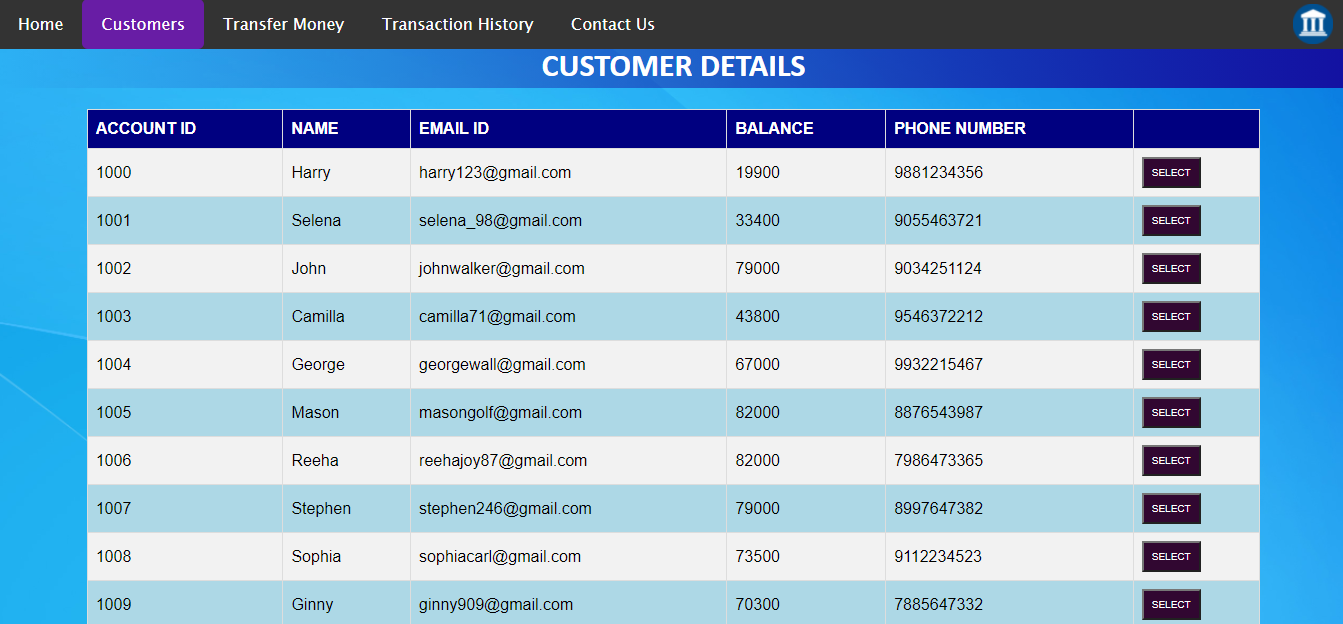 Home Customers Transfer Money Transaction History Contact Us
CUSTOMER DETAILS
ACCOUNT ID NAME EMAIL ID BALANCE PHONE NUMBER
1000 Harry harry123@gmail.com 19900 9881234356 SELECT
1001 Selena selena_98@gmail.com 33400 9055463721 SELECT
1002 John johnwalker@gmail.com 79000 9034251124 SELECT
1003 Camilla camilla71@gmail.com 43800 9546372212 SELECT
1004 George georgewall@gmail.com 67000 9932215467 SELECT
1005 Mason masongolf@gmail.com 82000 8876543987 SELECT
1006 Reeha reehajoy87@gmail.com 82000 7986473365 SELECT
1007 Stephen stephen246@gmail.com 79000 8997647382 SELECT
1008 Sophia sophiacarl@gmail.com 73500 9112234523 SELECT
1009 Ginny ginny909@gmail.com 70300 7885647332 SELECT